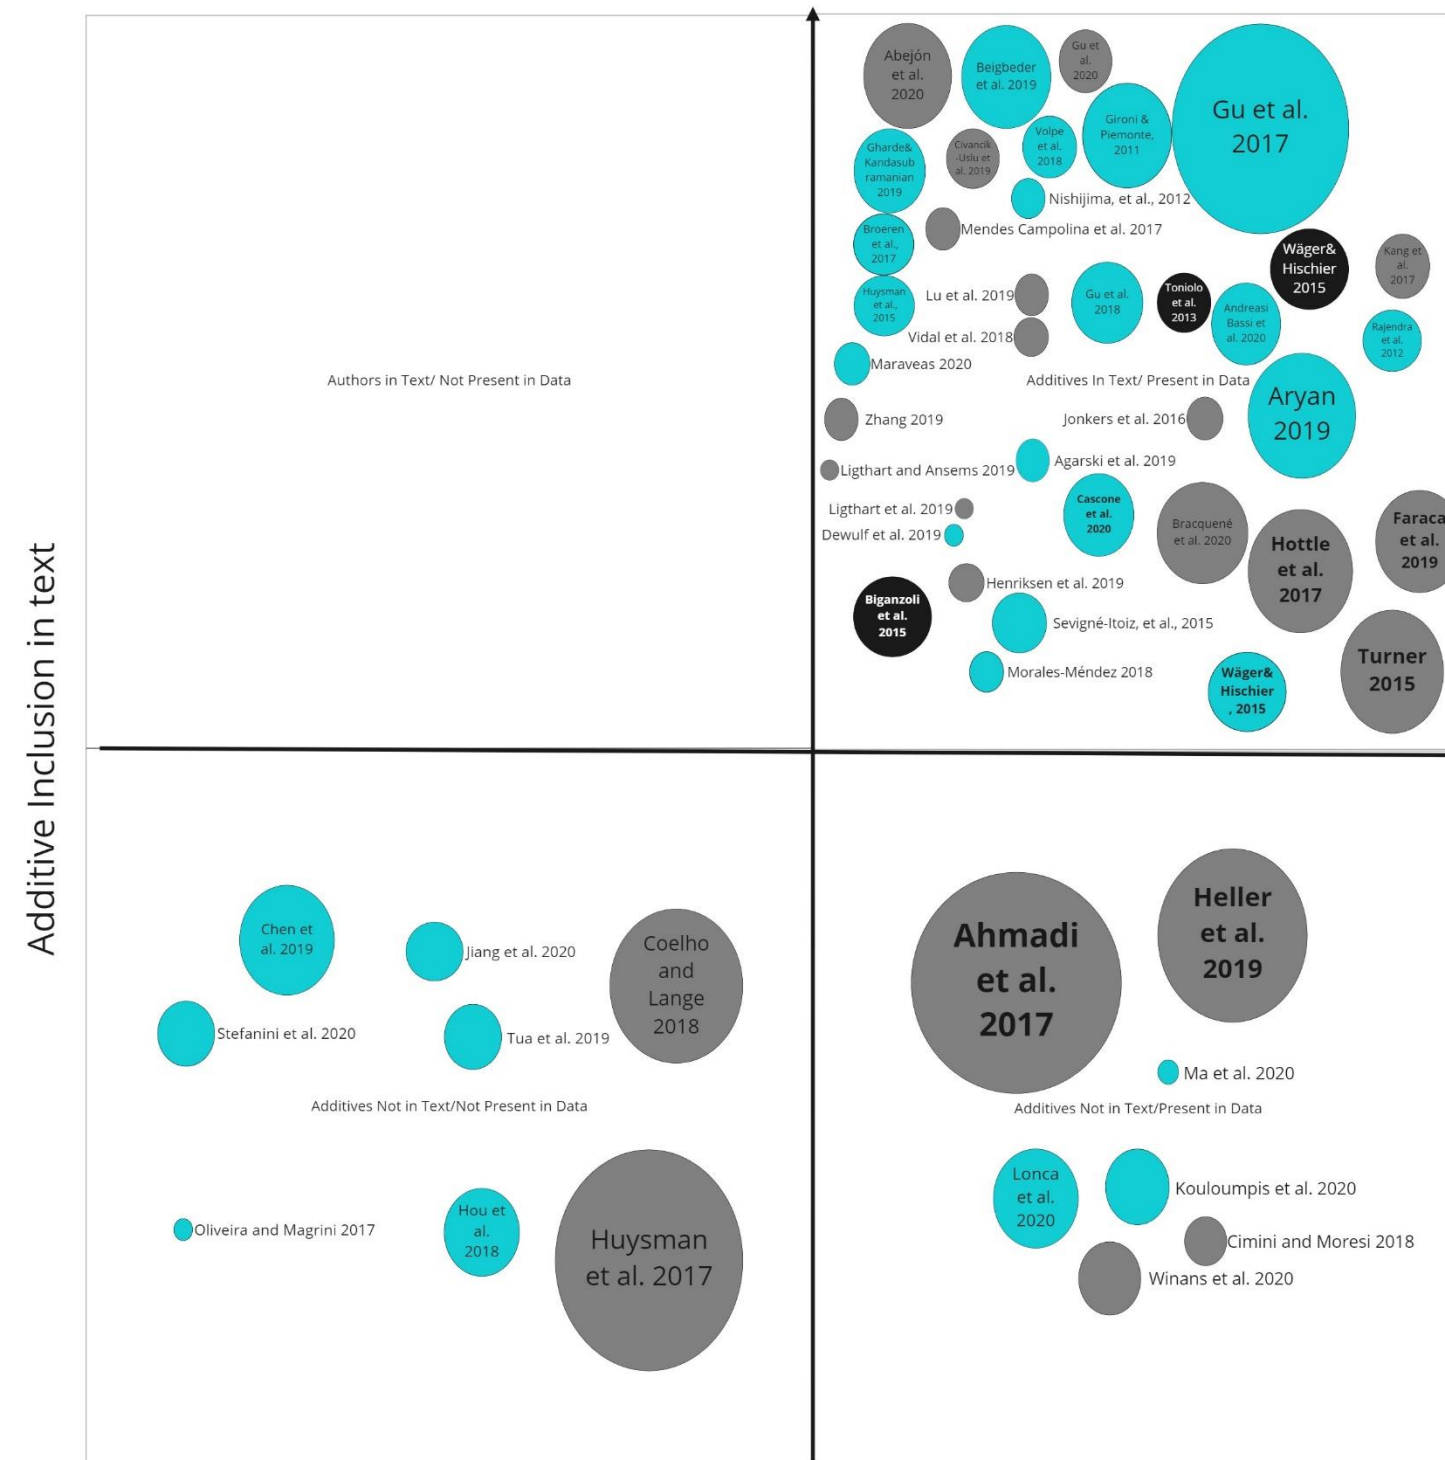 Additive Inclusion in text
Authors in Text/ Not Present in Data
Abejón
et al.
2020
Beigbeder
et al. 2019
Gu et
al.
2020
Gironi &
Piemonte,
2011
Gu et al.
2017
Gharde&
Kandasub
ramanian
2019
Civancik
-Uslu et
al. 2019
Volpe
et al.
2018
Nishijima, et al., 2012
Broeren
et al.,
2017
Mendes Campolina et al. 2017
Wäger&
Hischier
2015
Kang et
al.
2017
Huysman
et al.,
2015
Lu et al. 2019
Gu et al.
2018
Toniolo
et al.
2013
Andreasi
Bassi et
al. 2020
Rajendra
et al.
2012
Vidal et al. 2018
Maraveas 2020
Additives In Text/ Present in Data
Aryan
2019
Zhang 2019
Jonkers et al. 2016
Ligthart and Ansems 2019
Agarski et al. 2019
Ligthart et al. 2019
Cascone
et al.
2020
Bracquené
et al. 2020
Hottle
et al.
2017
Faraca
et al.
2019
Dewulf et al. 2019
Henriksen et al. 2019
Biganzoli
et al.
2015
Sevigné-Itoiz, et al., 2015
Morales-Méndez 2018
Wäger&
Hischier
, 2015
Turner
2015
Chen et
al. 2019
Jiang et al. 2020
Coelho
and
Lange
2018
Stefanini et al. 2020
Tua et al. 2019
Additives Not in Text/Not Present in Data
Oliveira and Magrini 2017
Hou et
al.
2018
Huysman
et al. 2017
Ahmadi
et al.
2017
Heller
et al.
2019
Ma et al. 2020
Additives Not in Text/Present in Data
Lonca
et al.
2020
Kouloumpis et al. 2020
Cimini and Moresi 2018
Winans et al. 2020